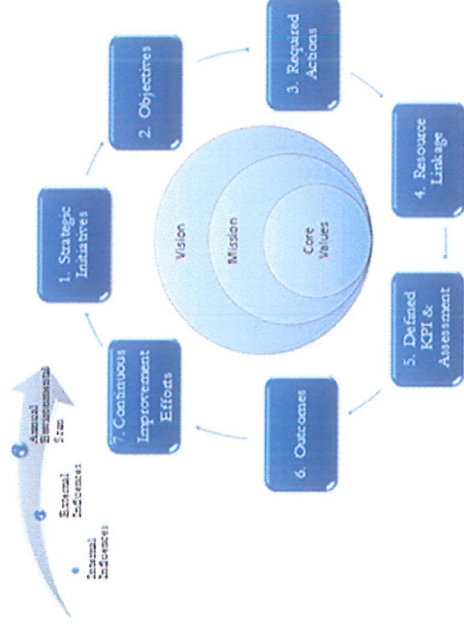 Internal
Influences
External
Influences
Annual
Environmental
Scan
1. Strategic
Initiatives
2. Objectives
3. Required
Actions
4. Resource
Linkage
5. Defined
KPI &
Assessment
6. Outcomes
7. Continuous
Improvement
Efforts
Vision
Mission
Core
Values